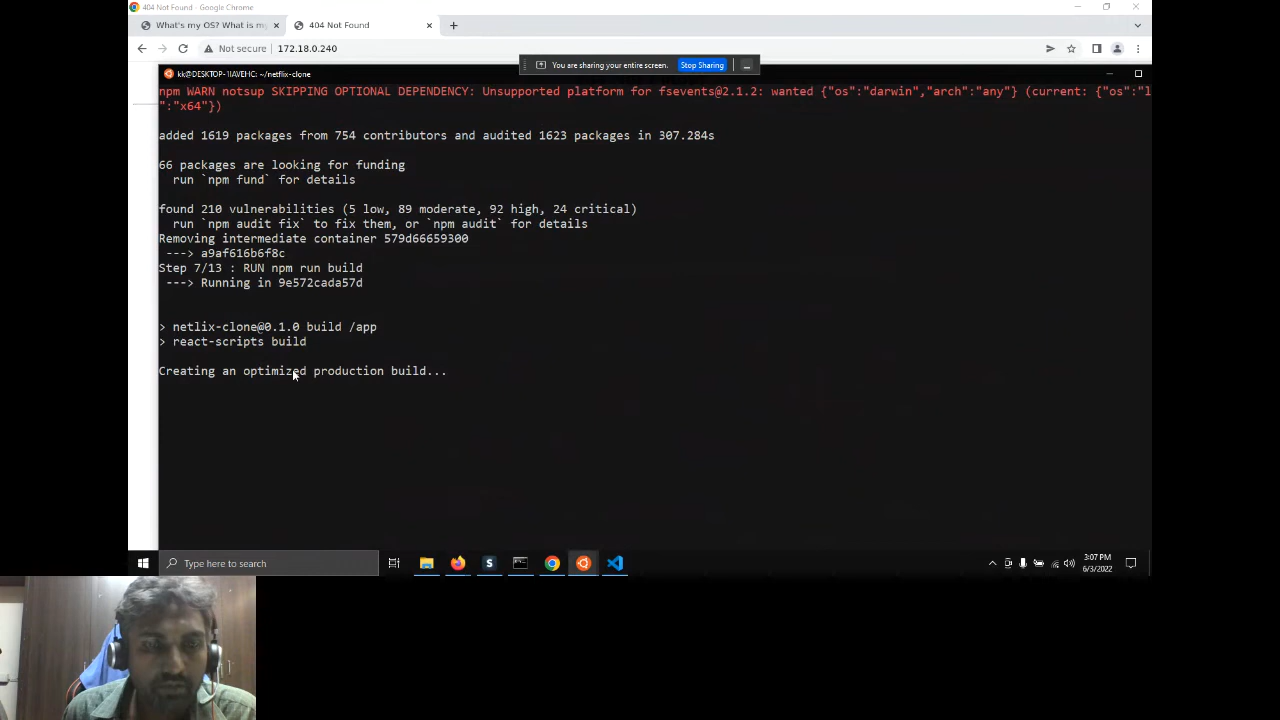 404 Not Found - Google Chrome
What's my OS? What is my
404 Not Found
Not secure
172.18.0.240
You are sharing your entire screen.
Stop Sharing
kk@DESKTOP-1IAVEHC: ~/netflix-clone
npm WARN notsup SKIPPING OPTIONAL DEPENDENCY: Unsupported platform for fsevents@2.1.2: wanted {"os":"darwin","arch":"any"} (current: {"os":"l
":"x64"})
added 1619 packages from 754 contributors and audited 1623 packages in 307.284s
66 packages are looking for funding
run `npm fund` for details
found 210 vulnerabilities (5 low, 89 moderate, 92 high, 24 critical)
run `npm audit fix` to fix them, or `npm audit` for details
Removing intermediate container 579d66659300
---> a9af616b6f8c
Step 7/13 : RUN npm run build
---> Running in 9e572cada57d
> netlix-clone@0.1.0 build /app
> react-scripts build
Creating an optimized production build...
Type here to search
3:07 PM
6/3/2022